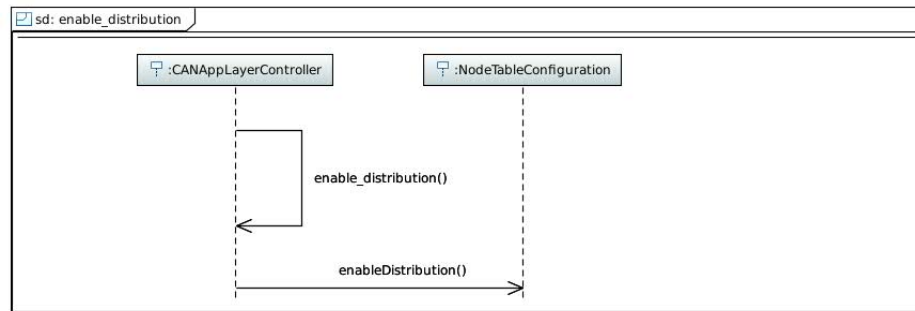 sd: enable_distribution
:CANAppLayerController
:NodeTableConfiguration
enable_distribution()
enableDistribution()